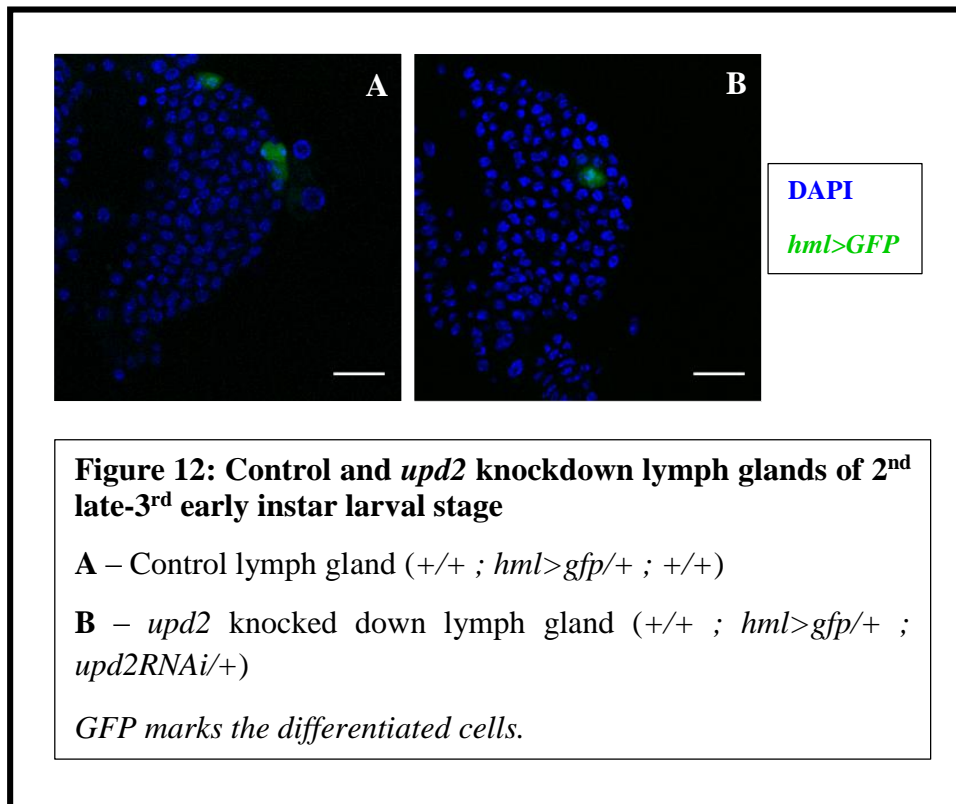 A
B
DAPI
hml>GFP
Figure 12: Control and upd2 knockdown lymph glands of 2nd
late-3rd early instar larval stage
A – Control lymph gland (+/+ ; hml>gfp/+ ; +/+)
B – upd2 knocked down lymph gland (+/+ ; hml>gfp/+ ;
upd2RNAi/+)
GFP marks the differentiated cells.